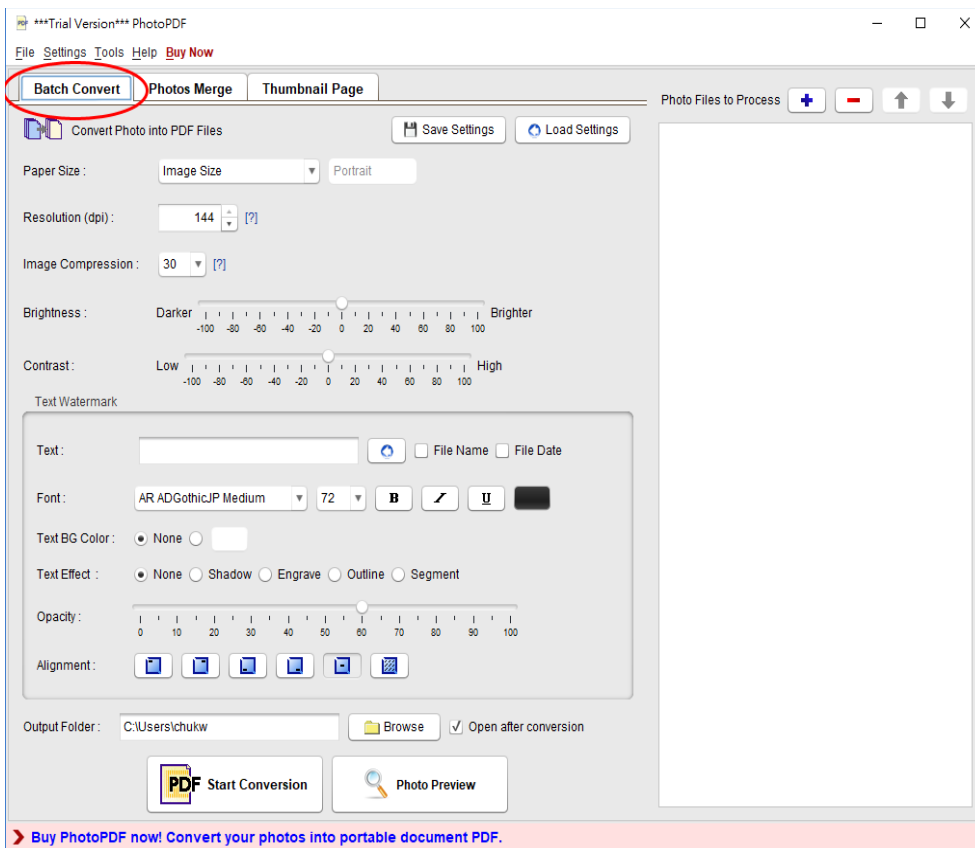 ***Trial Version*** PhotoPDF
File Settings Tools Help Buy Now
Batch Convert Photos Merge Thumbnail Page
Photo Files to Process
Convert Photo into PDF Files Save Settings Load Settings
Paper Size : Image Size Portrait
Resolution (dpi) : 144 [?]
Image Compression : 30 [?]
Brightness : Darker Brighter
-100 -80 -60 -40 -20 0 20 40 60 80 100
Contrast : Low High
-100 -80 -60 -40 -20 0 20 40 60 80 100
Text Watermark
Text : File Name File Date
Font : AR ADGothicJP Medium 72 B I U
Text BG Color : None
Text Effect : None Shadow Engrave Outline Segment
Opacity :
0 10 20 30 40 50 60 70 80 90 100
Alignment :
Output Folder : C:\Users\chukw Browse Open after conversion
PDF Start Conversion Photo Preview
Buy PhotoPDF now! Convert your photos into portable document PDF.